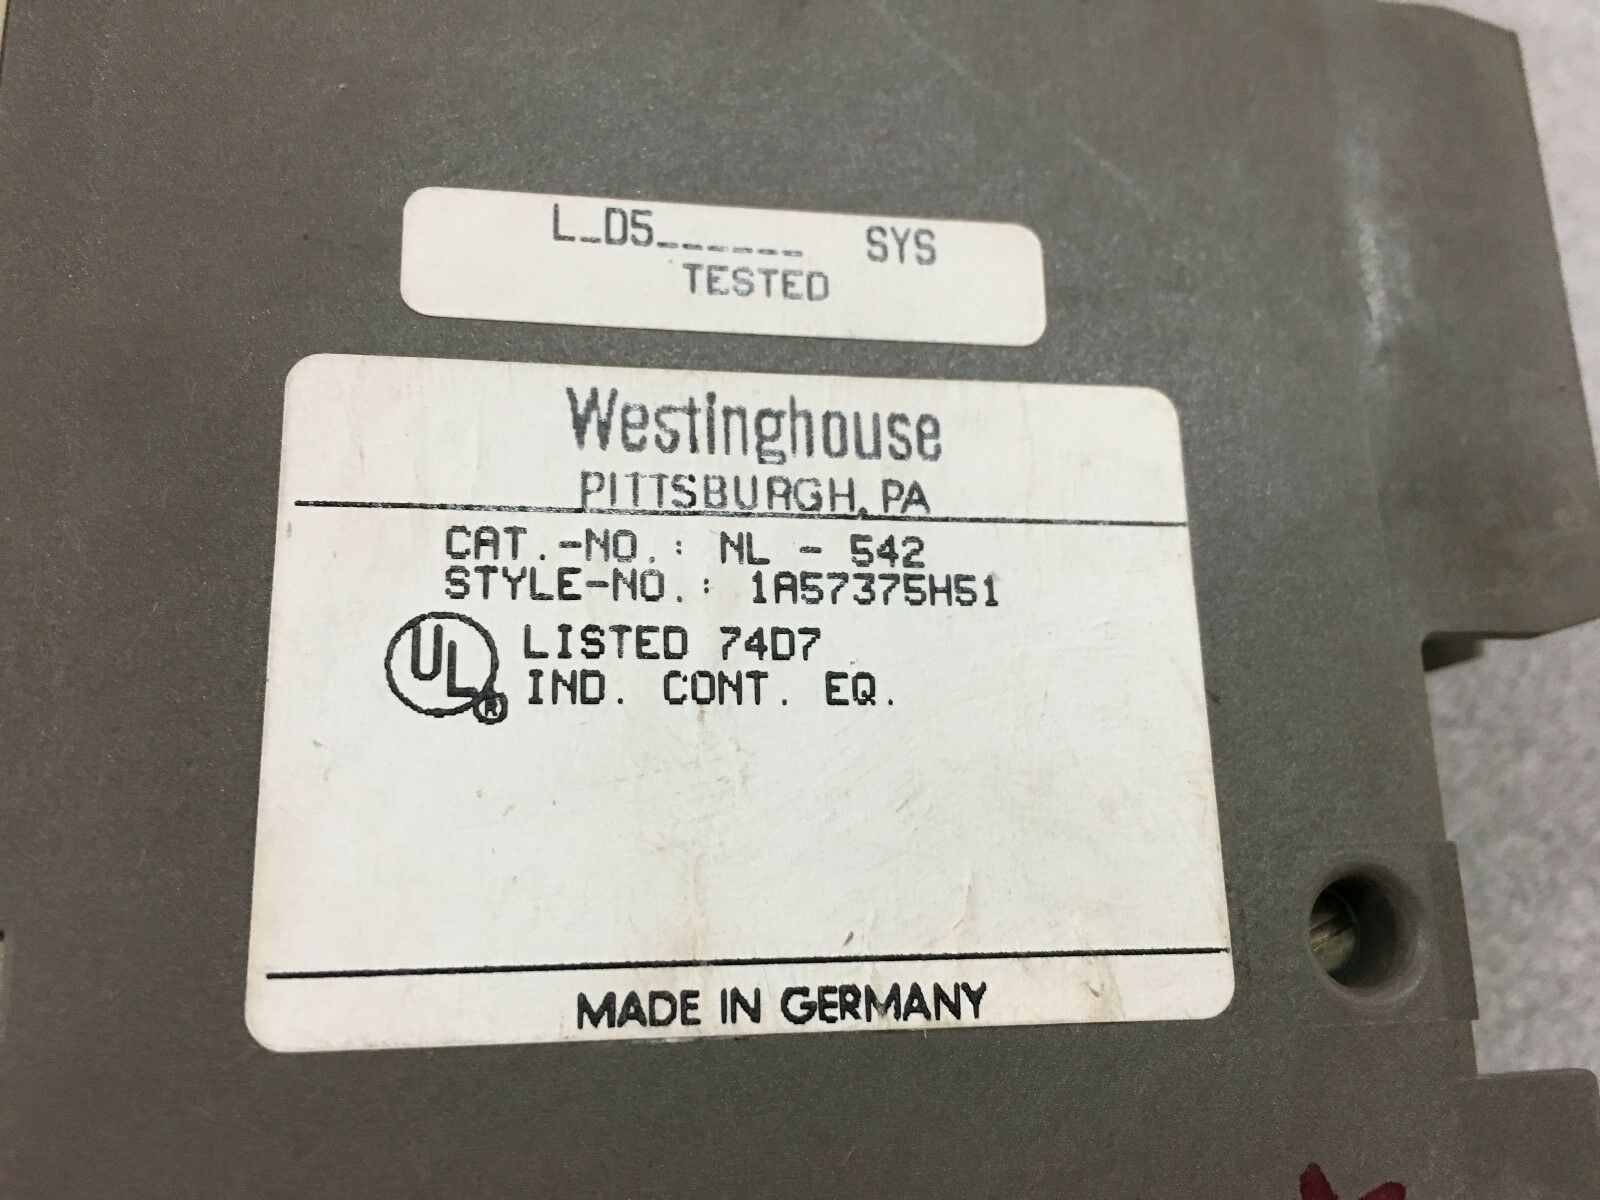 L_D5______ SYS
TESTED
Westinghouse
PITTSBURGH, PA
CAT.-NO.: NL - 542
STYLE-NO.: 1A57375H51
UL® LISTED 74D7
IND. CONT. EQ.
MADE IN GERMANY